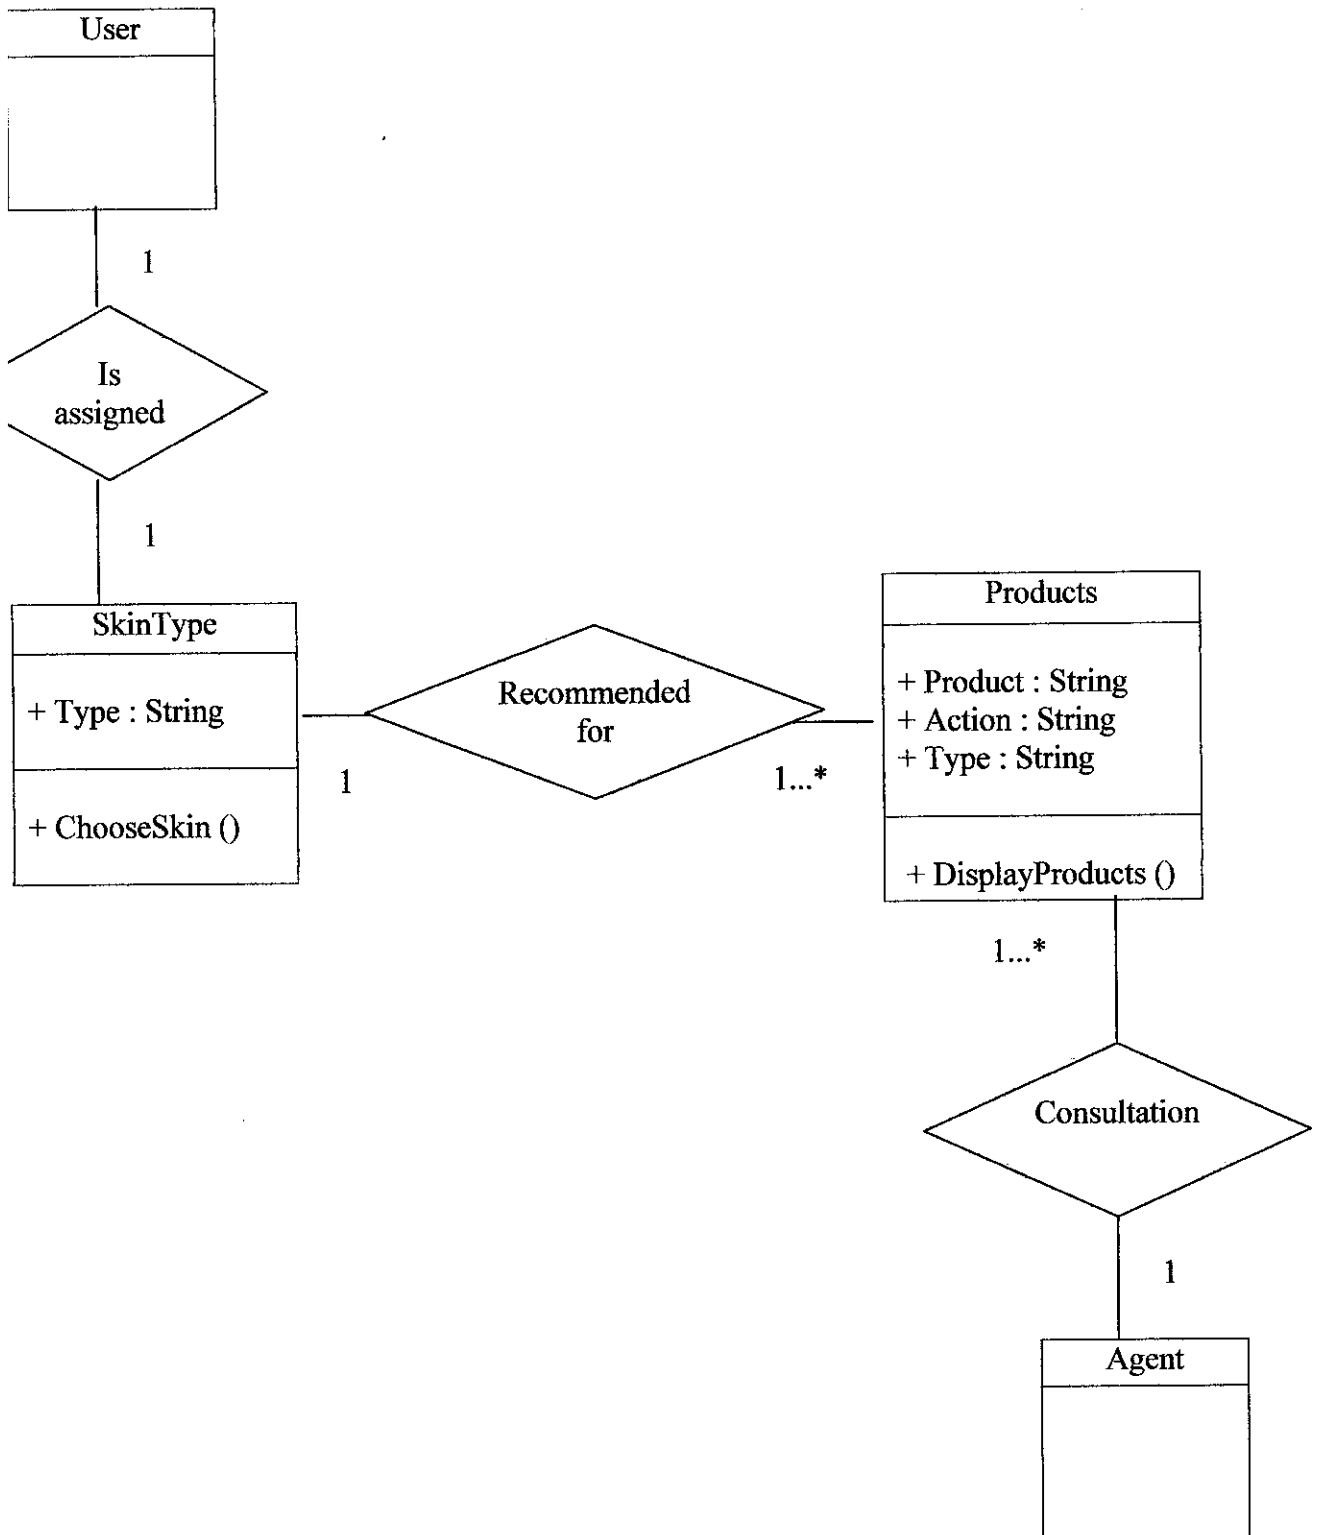 User
1
Is
assigned
1
SkinType
+ Type : String
+ ChooseSkin ()
1
Recommended
for
1...*
Products
+ Product : String
+ Action : String
+ Type : String
+ DisplayProducts ()
1...*
Consultation
1
Agent